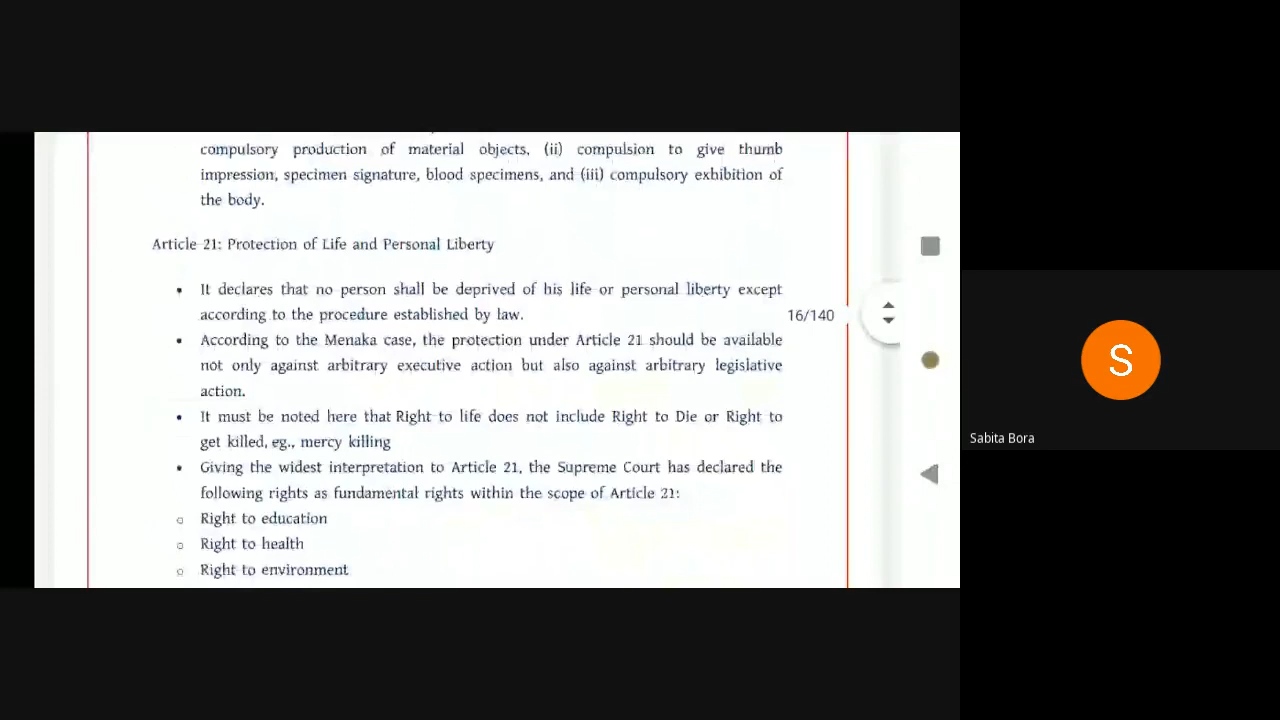 compulsory production of material objects, (ii) compulsion to give thumb
impression, specimen signature, blood specimens, and (iii) compulsory exhibition of
the body.
Article 21: Protection of Life and Personal Liberty
• It declares that no person shall be deprived of his life or personal liberty except
according to the procedure established by law.
16/140
• According to the Menaka case, the protection under Article 21 should be available
not only against arbitrary executive action but also against arbitrary legislative
action.
• It must be noted here that Right to life does not include Right to Die or Right to
get killed, eg., mercy killing
• Giving the widest interpretation to Article 21, the Supreme Court has declared the
following rights as fundamental rights within the scope of Article 21:
o Right to education
o Right to health
o Right to environment
S
Sabita Bora